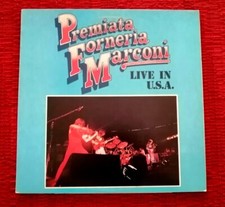 Premiata
Forneria
Marconi
LIVE IN
U.S.A.